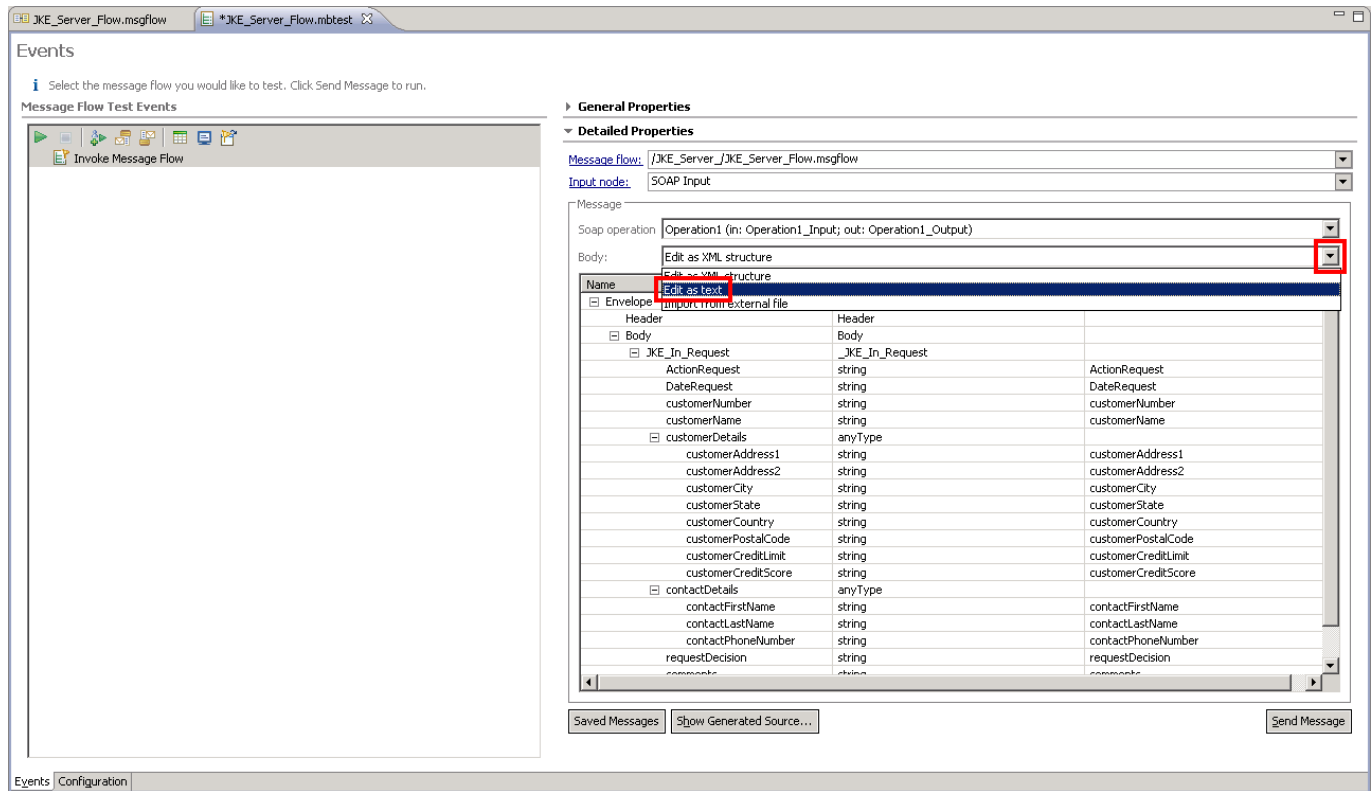 JKE_Server_Flow.msgflow *JKE_Server_Flow.mbtest
Events
Select the message flow you would like to test. Click Send Message to run.
Message Flow Test Events
Invoke Message Flow
General Properties
Detailed Properties
Message flow: /JKE_Server_/JKE_Server_Flow.msgflow
Input node: SOAP Input
Message
Soap operation Operation1 (in: Operation1_Input; out: Operation1_Output)
Body: Edit as XML structure
Edit as XML structure
Name Edit as text
Envelope Import from external file
Header Header
Body Body
JKE_In_Request _JKE_In_Request
ActionRequest string ActionRequest
DateRequest string DateRequest
customerNumber string customerNumber
customerName string customerName
customerDetails anyType
customerAddress1 string customerAddress1
customerAddress2 string customerAddress2
customerCity string customerCity
customerState string customerState
customerCountry string customerCountry
customerPostalCode string customerPostalCode
customerCreditLimit string customerCreditLimit
customerCreditScore string customerCreditScore
contactDetails anyType
contactFirstName string contactFirstName
contactLastName string contactLastName
contactPhoneNumber string contactPhoneNumber
requestDecision string requestDecision
comments string comments
Saved Messages Show Generated Source... Send Message
Events Configuration